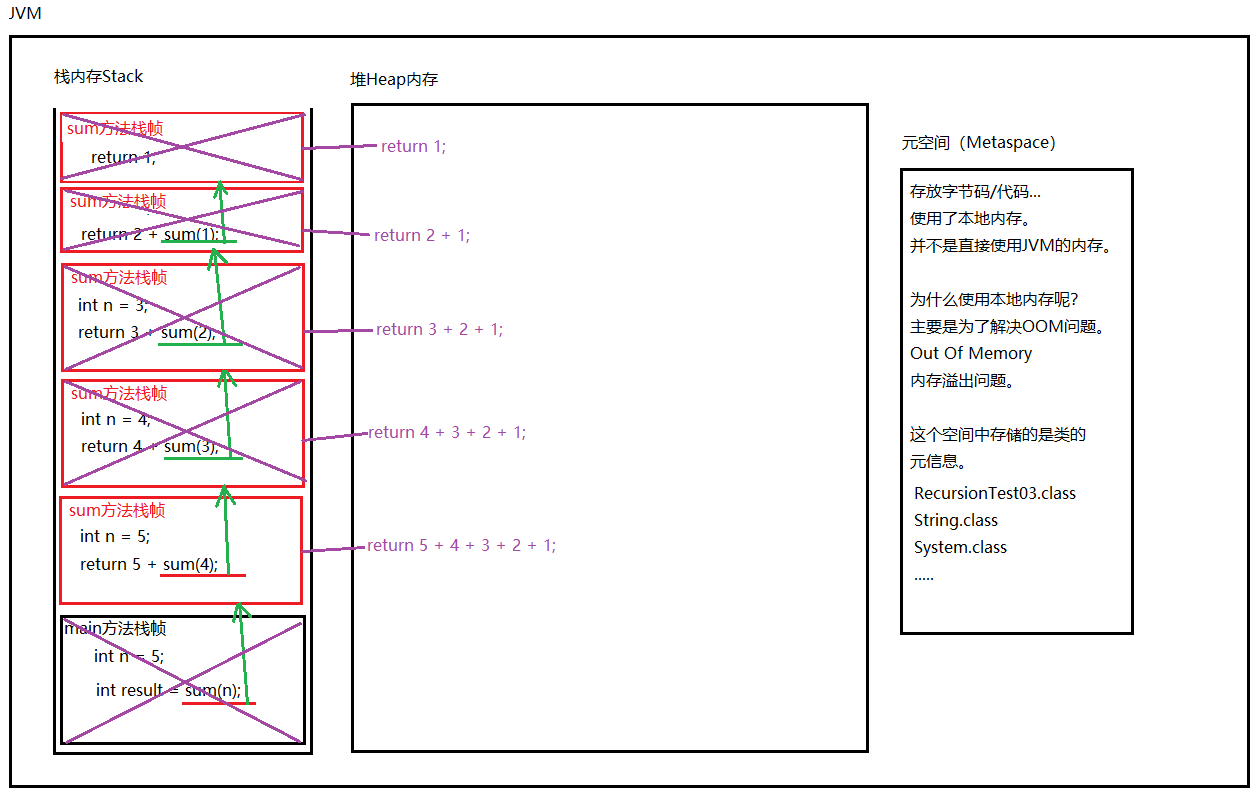 JVM
栈内存Stack
sum方法栈帧
return 1;
sum方法栈帧
return 2 + sum(1);
sum方法栈帧
int n = 3;
return 3 + sum(2);
sum方法栈帧
int n = 4;
return 4 + sum(3);
sum方法栈帧
int n = 5;
return 5 + sum(4);
main方法栈帧
int n = 5;
int result = sum(n);
堆Heap内存
return 1;
return 2 + 1;
return 3 + 2 + 1;
return 4 + 3 + 2 + 1;
return 5 + 4 + 3 + 2 + 1;
元空间（Metaspace）
存放字节码/代码...
使用了本地内存。
并不是直接使用JVM的内存。
为什么使用本地内存呢？
主要是为了解决OOM问题。
Out Of Memory
内存溢出问题。
这个空间中存储的是类的
元信息。
RecursionTest03.class
String.class
System.class
.....